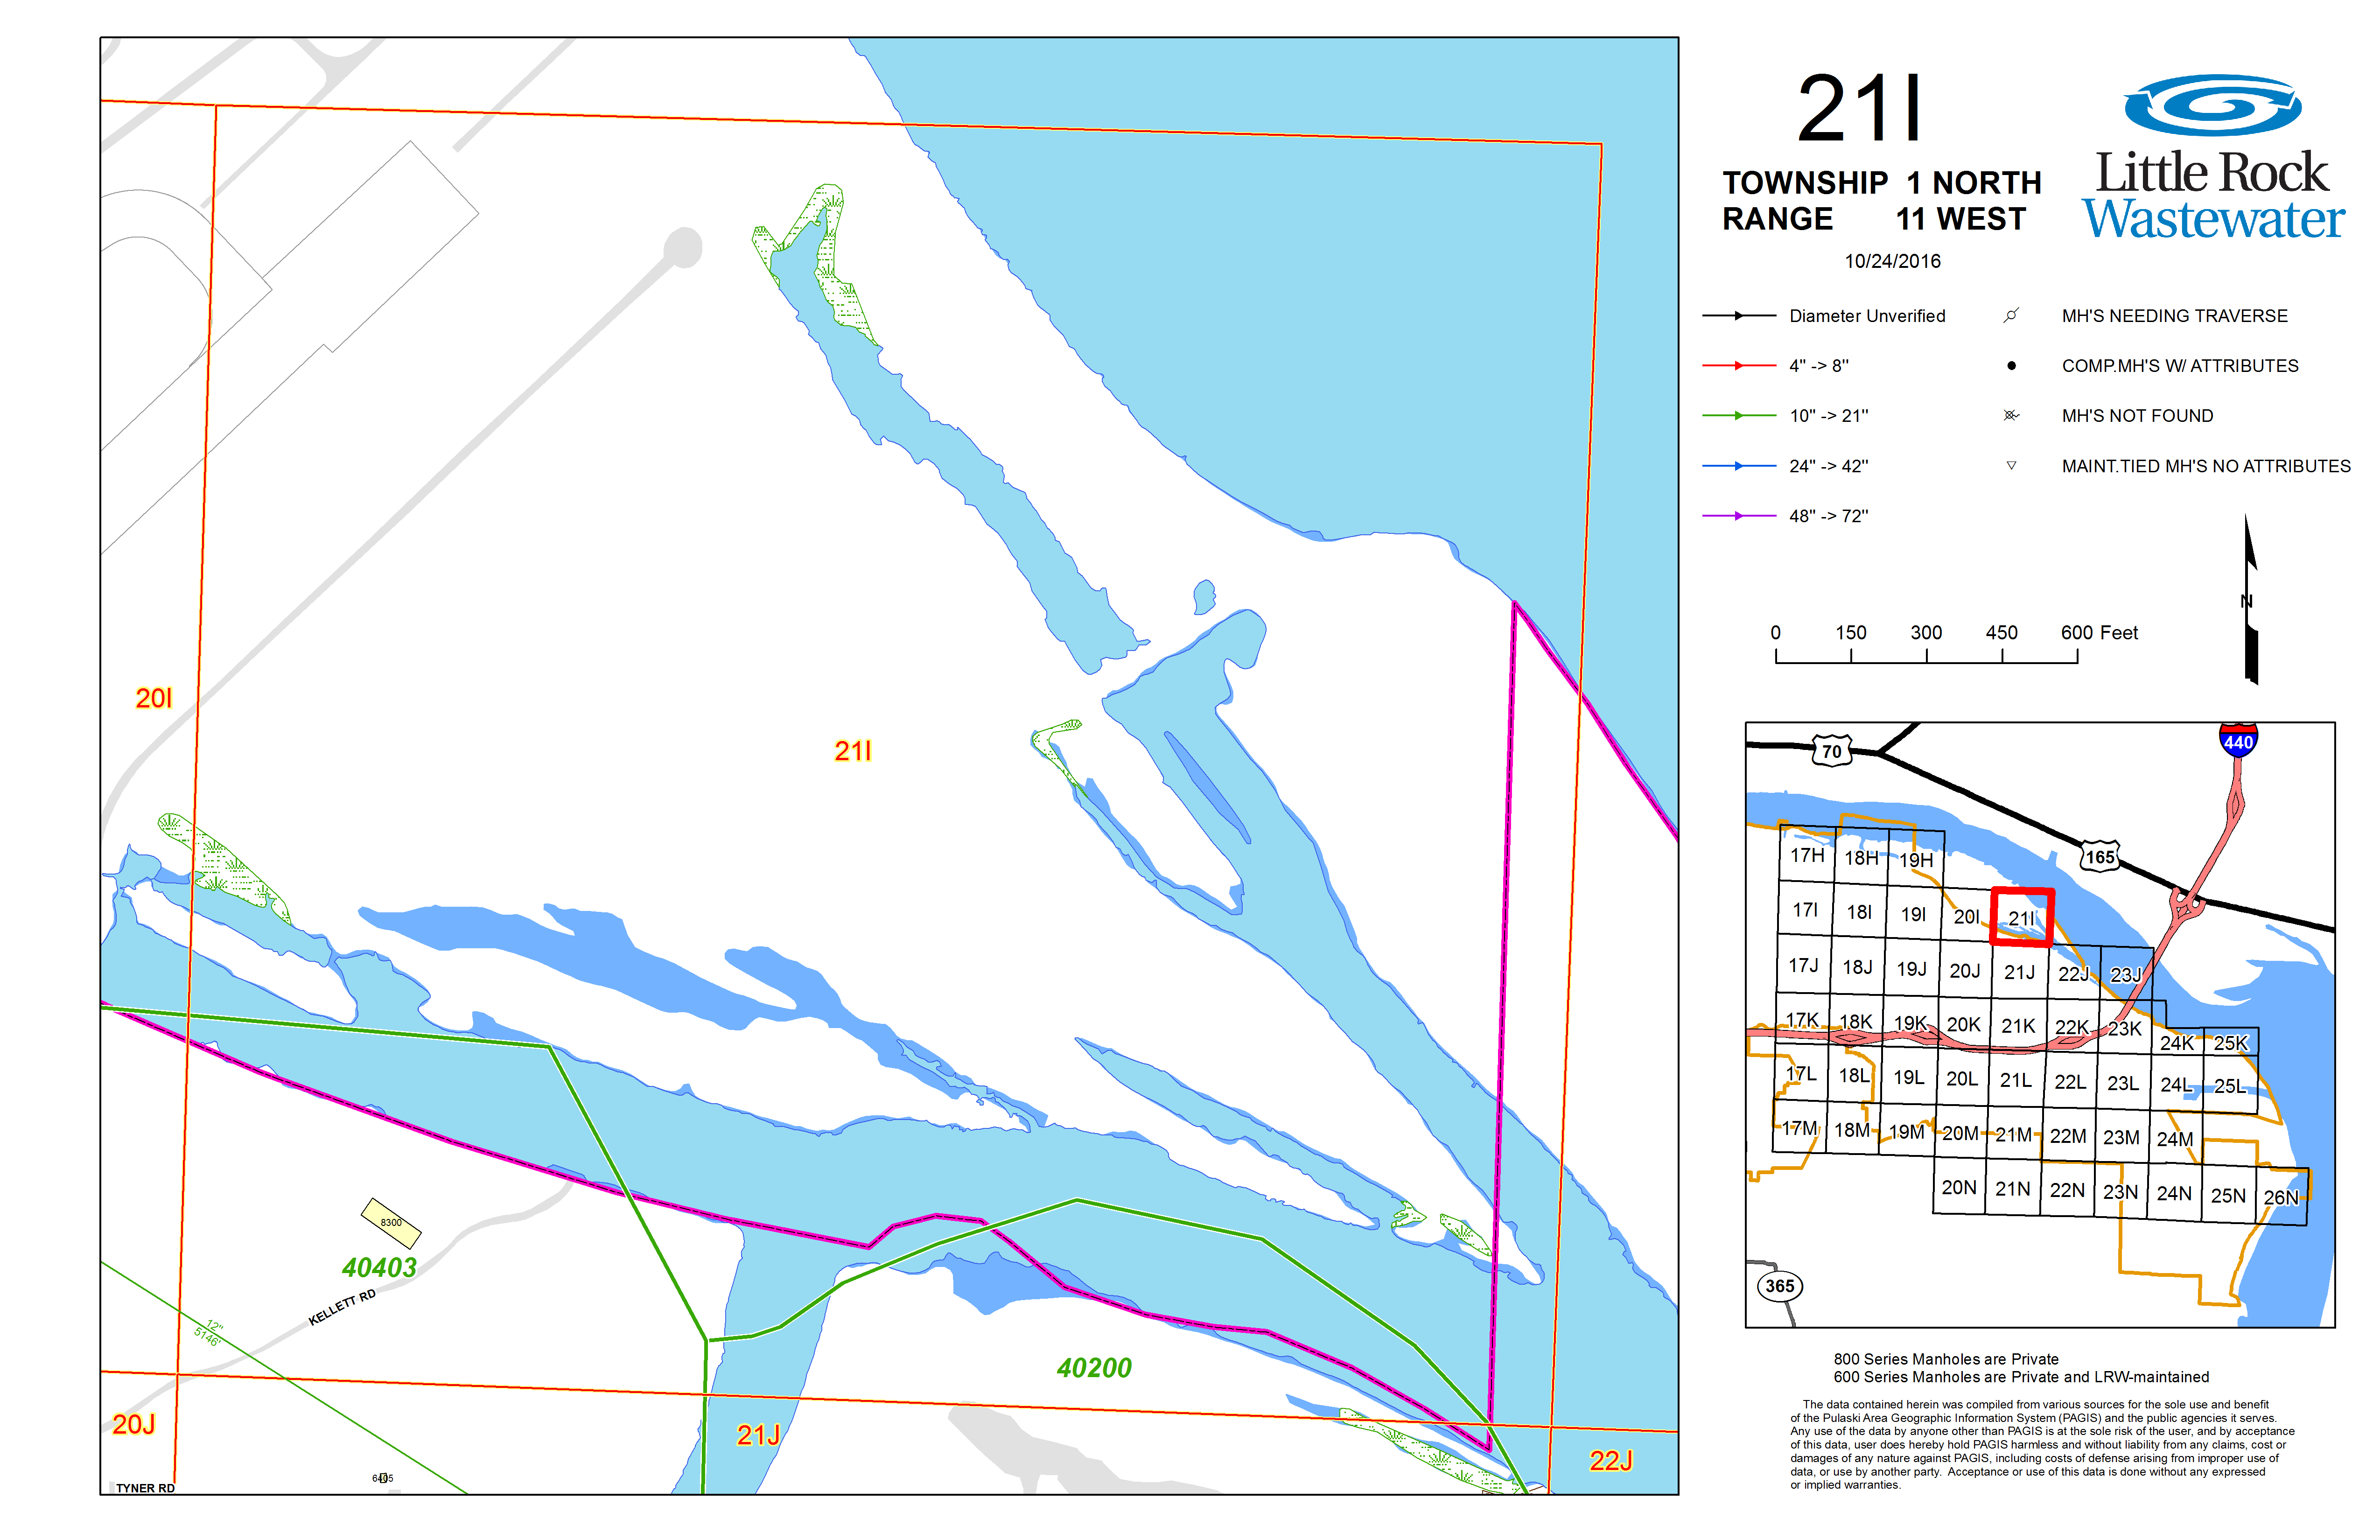 21I
TOWNSHIP 1 NORTH
RANGE 11 WEST
10/24/2016
Little Rock
Wastewater
Diameter Unverified
4" -> 8"
10" -> 21"
24" -> 42"
48" -> 72"
MH'S NEEDING TRAVERSE
COMP.MH'S W/ ATTRIBUTES
MH'S NOT FOUND
MAINT.TIED MH'S NO ATTRIBUTES
N
0 150 300 450 600 Feet
20I
21I
8300
40403
KELLETT RD
12"
5146'
40200
20J
21J
22J
6405
TYNER RD
70
440
165
365
17H 18H 19H
17I 18I 19I 20I 21I
17J 18J 19J 20J 21J 22J 23J
17K 18K 19K 20K 21K 22K 23K 24K 25K
17L 18L 19L 20L 21L 22L 23L 24L 25L
17M 18M 19M 20M 21M 22M 23M 24M
20N 21N 22N 23N 24N 25N 26N
800 Series Manholes are Private
600 Series Manholes are Private and LRW-maintained
The data contained herein was compiled from various sources for the sole use and benefit
of the Pulaski Area Geographic Information System (PAGIS) and the public agencies it serves.
Any use of the data by anyone other than PAGIS is at the sole risk of the user, and by acceptance
of this data, user does hereby hold PAGIS harmless and without liability from any claims, cost or
damages of any nature against PAGIS, including costs of defense arising from improper use of
data, or use by another party. Acceptance or use of this data is done without any expressed
or implied warranties.